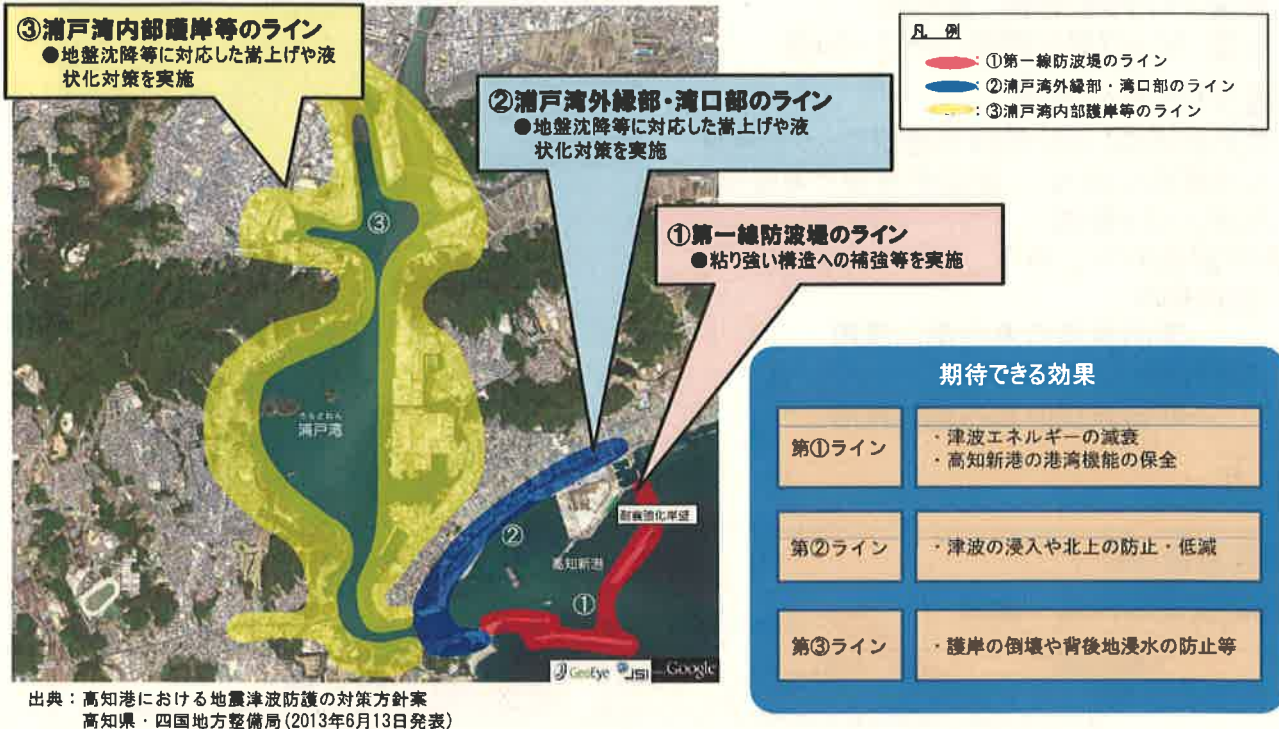 ③浦戸湾内部護岸等のライン
●地盤沈降等に対応した嵩上げや液
状化対策を実施
②浦戸湾外縁部・湾口部のライン
●地盤沈降等に対応した嵩上げや液
状化対策を実施
①第一線防波堤のライン
●粘り強い構造への補強等を実施
凡 例
：①第一線防波堤のライン
：②浦戸湾外縁部・湾口部のライン
：③浦戸湾内部護岸等のライン
③
うらどわん
浦戸湾
②
耐震強化岸壁
高知新港
①
GeoEye JSI Google
期待できる効果
第①ライン
・津波エネルギーの減衰
・高知新港の港湾機能の保全
第②ライン
・津波の浸入や北上の防止・低減
第③ライン
・護岸の倒壊や背後地浸水の防止等
出典：高知港における地震津波防護の対策方針案
高知県・四国地方整備局(2013年6月13日発表)